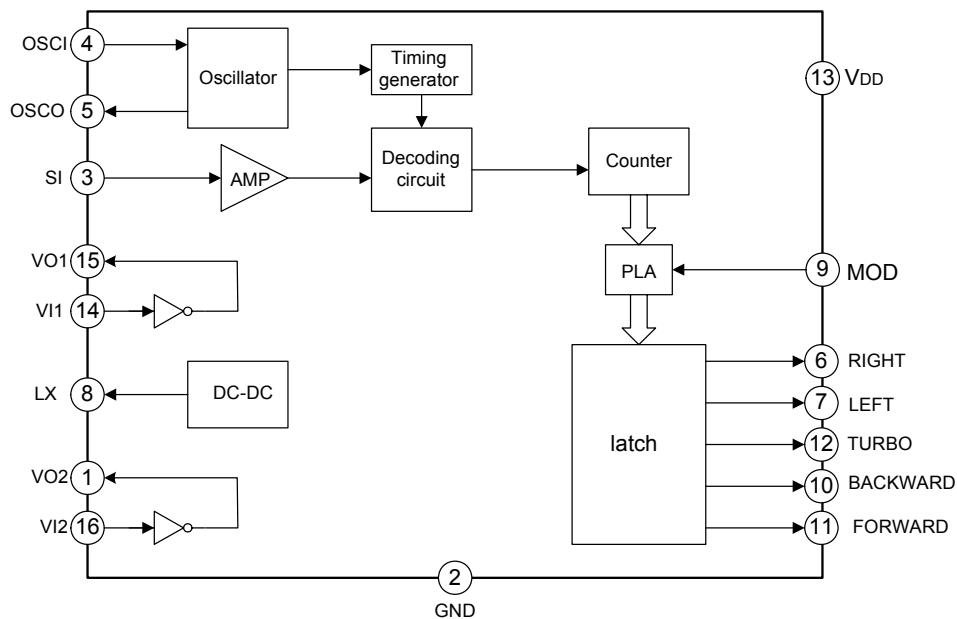 OSCI
4
Oscillator
Timing
generator
13
VDD
OSCO
5
SI
3
AMP
Decoding
circuit
Counter
VO1
15
VI1
14
PLA
9
MOD
LX
8
DC-DC
latch
6
RIGHT
7
LEFT
12
TURBO
10
BACKWARD
11
FORWARD
VO2
1
VI2
16
2
GND